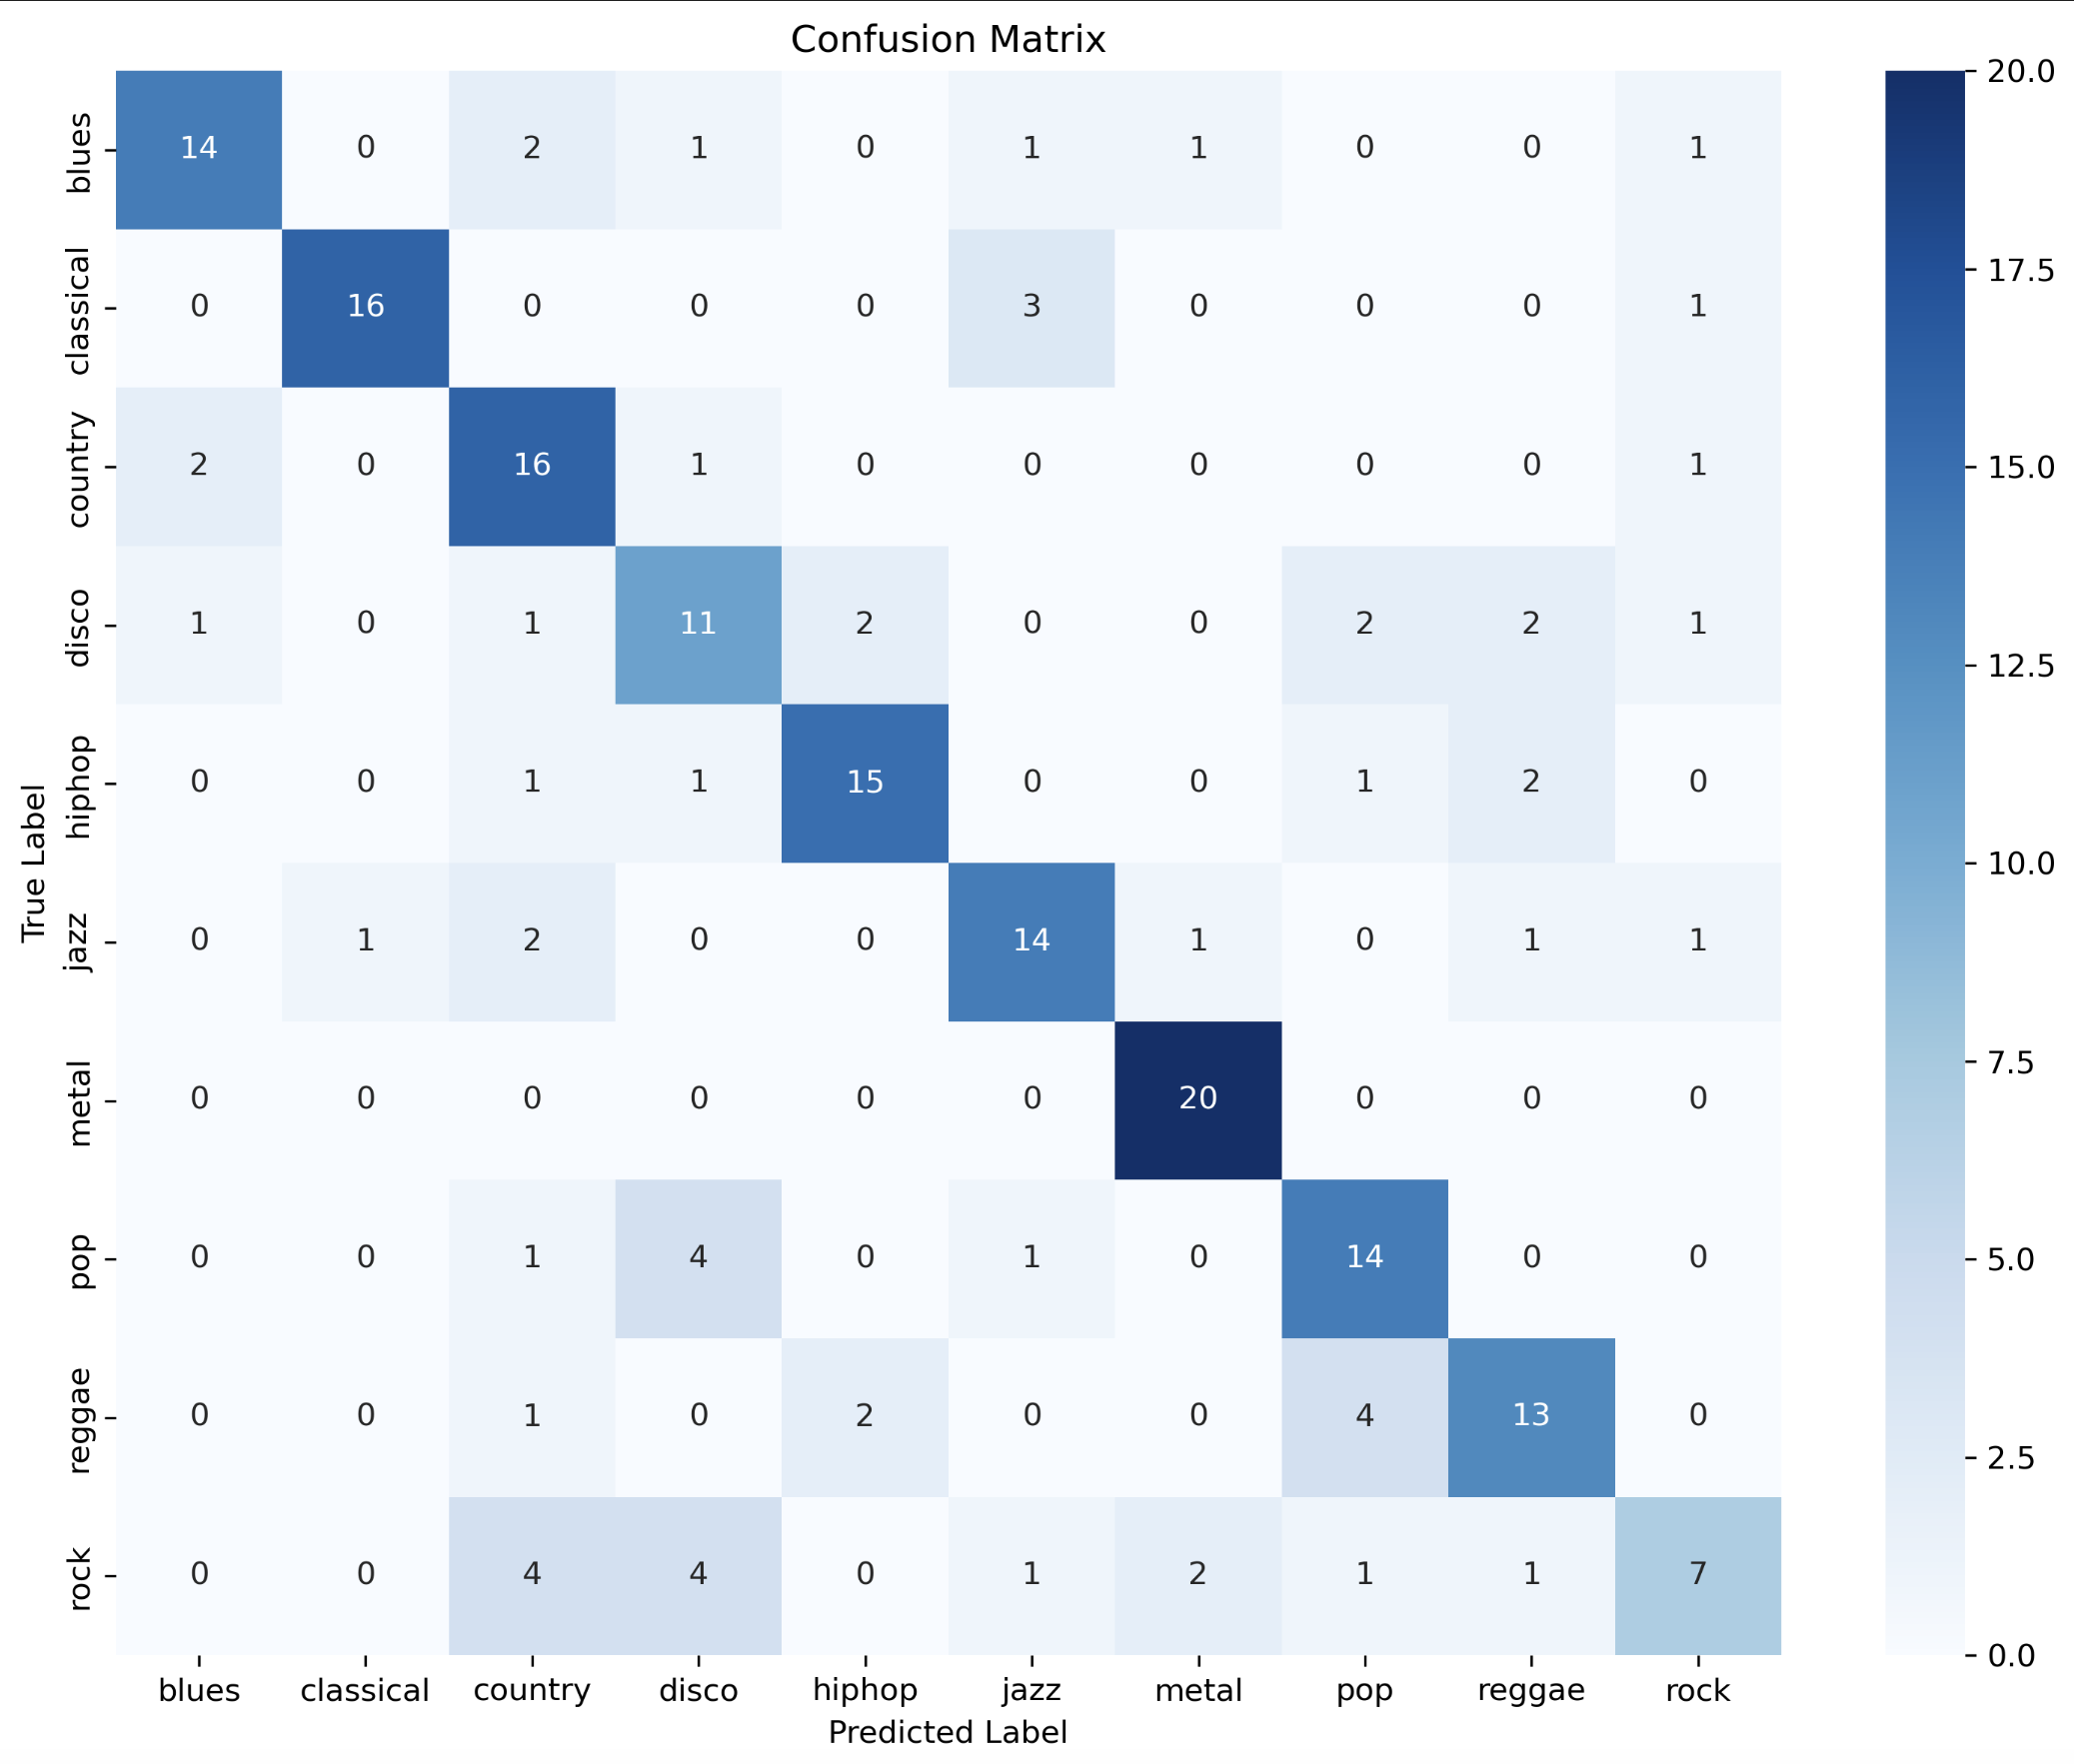 Confusion Matrix
blues 14 0 2 1 0 1 1 0 0 1
classical 0 16 0 0 0 3 0 0 0 1
country 2 0 16 1 0 0 0 0 0 1
disco 1 0 1 11 2 0 0 2 2 1
hiphop 0 0 1 1 15 0 0 1 2 0
jazz 0 1 2 0 0 14 1 0 1 1
metal 0 0 0 0 0 0 20 0 0 0
pop 0 0 1 4 0 1 0 14 0 0
reggae 0 0 1 0 2 0 0 4 13 0
rock 0 0 4 4 0 1 2 1 1 7
blues classical country disco hiphop jazz metal pop reggae rock
Predicted Label
True Label
20.0
17.5
15.0
12.5
10.0
7.5
5.0
2.5
0.0